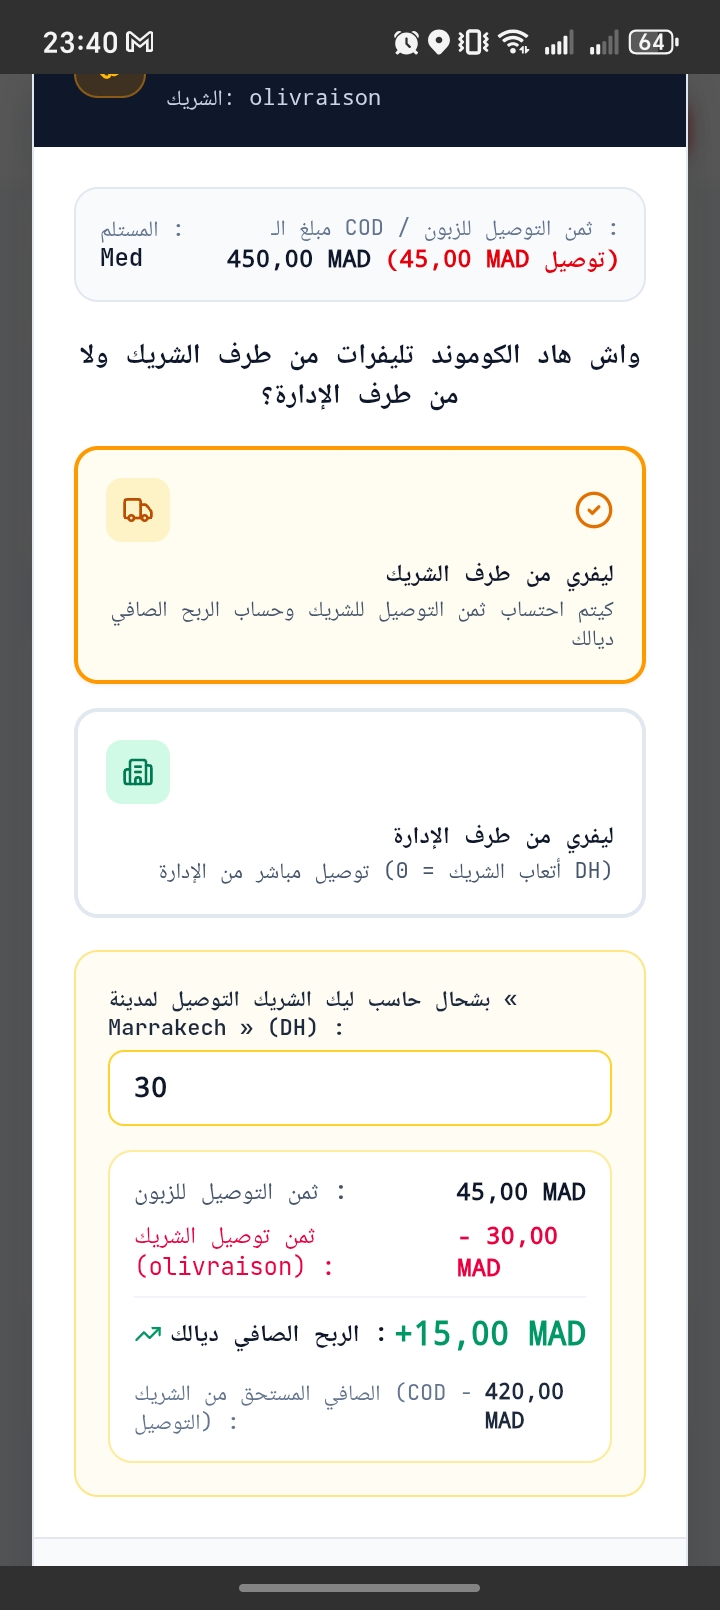 23:40
64
الشريك: olivraison
المستلم :
Med
ثمن التوصيل للزبون / COD مبلغ الـ :
450,00 MAD (توصيل 45,00 MAD)
واش هاد الكوموند تليفرات من طرف الشريك ولا
من طرف الإدارة؟
ليفري من طرف الشريك
كيتم احتساب ثمن التوصيل للشريك وحساب الربح الصافي
ديالك
ليفري من طرف الإدارة
توصيل مباشر من الإدارة (0 = أتعاب الشريك DH)
بشحال حاسب ليك الشريك التوصيل لمدينة «
Marrakech » (DH) :
30
ثمن التوصيل للزبون :
45,00 MAD
ثمن توصيل الشريك
(olivraison) :
- 30,00
MAD
الربح الصافي ديالك :
+15,00 MAD
الصافي المستحق من الشريك (COD -
التوصيل) :
420,00
MAD